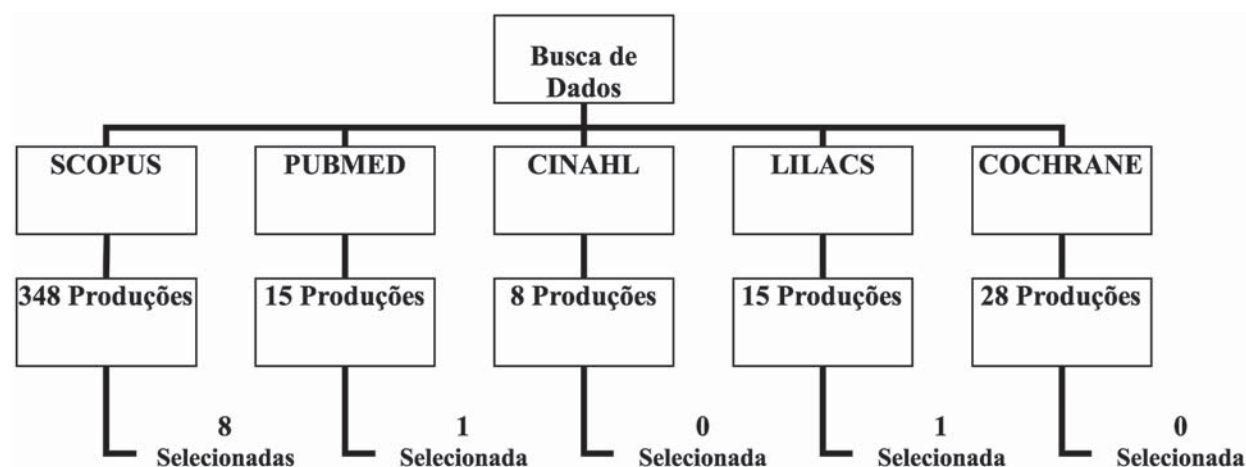 Busca de
Dados
SCOPUS
PUBMED
CINAHL
LILACS
COCHRANE
348 Produções
15 Produções
8 Produções
15 Produções
28 Produções
8
Selecionadas
1
Selecionada
0
Selecionada
1
Selecionada
0
Selecionada